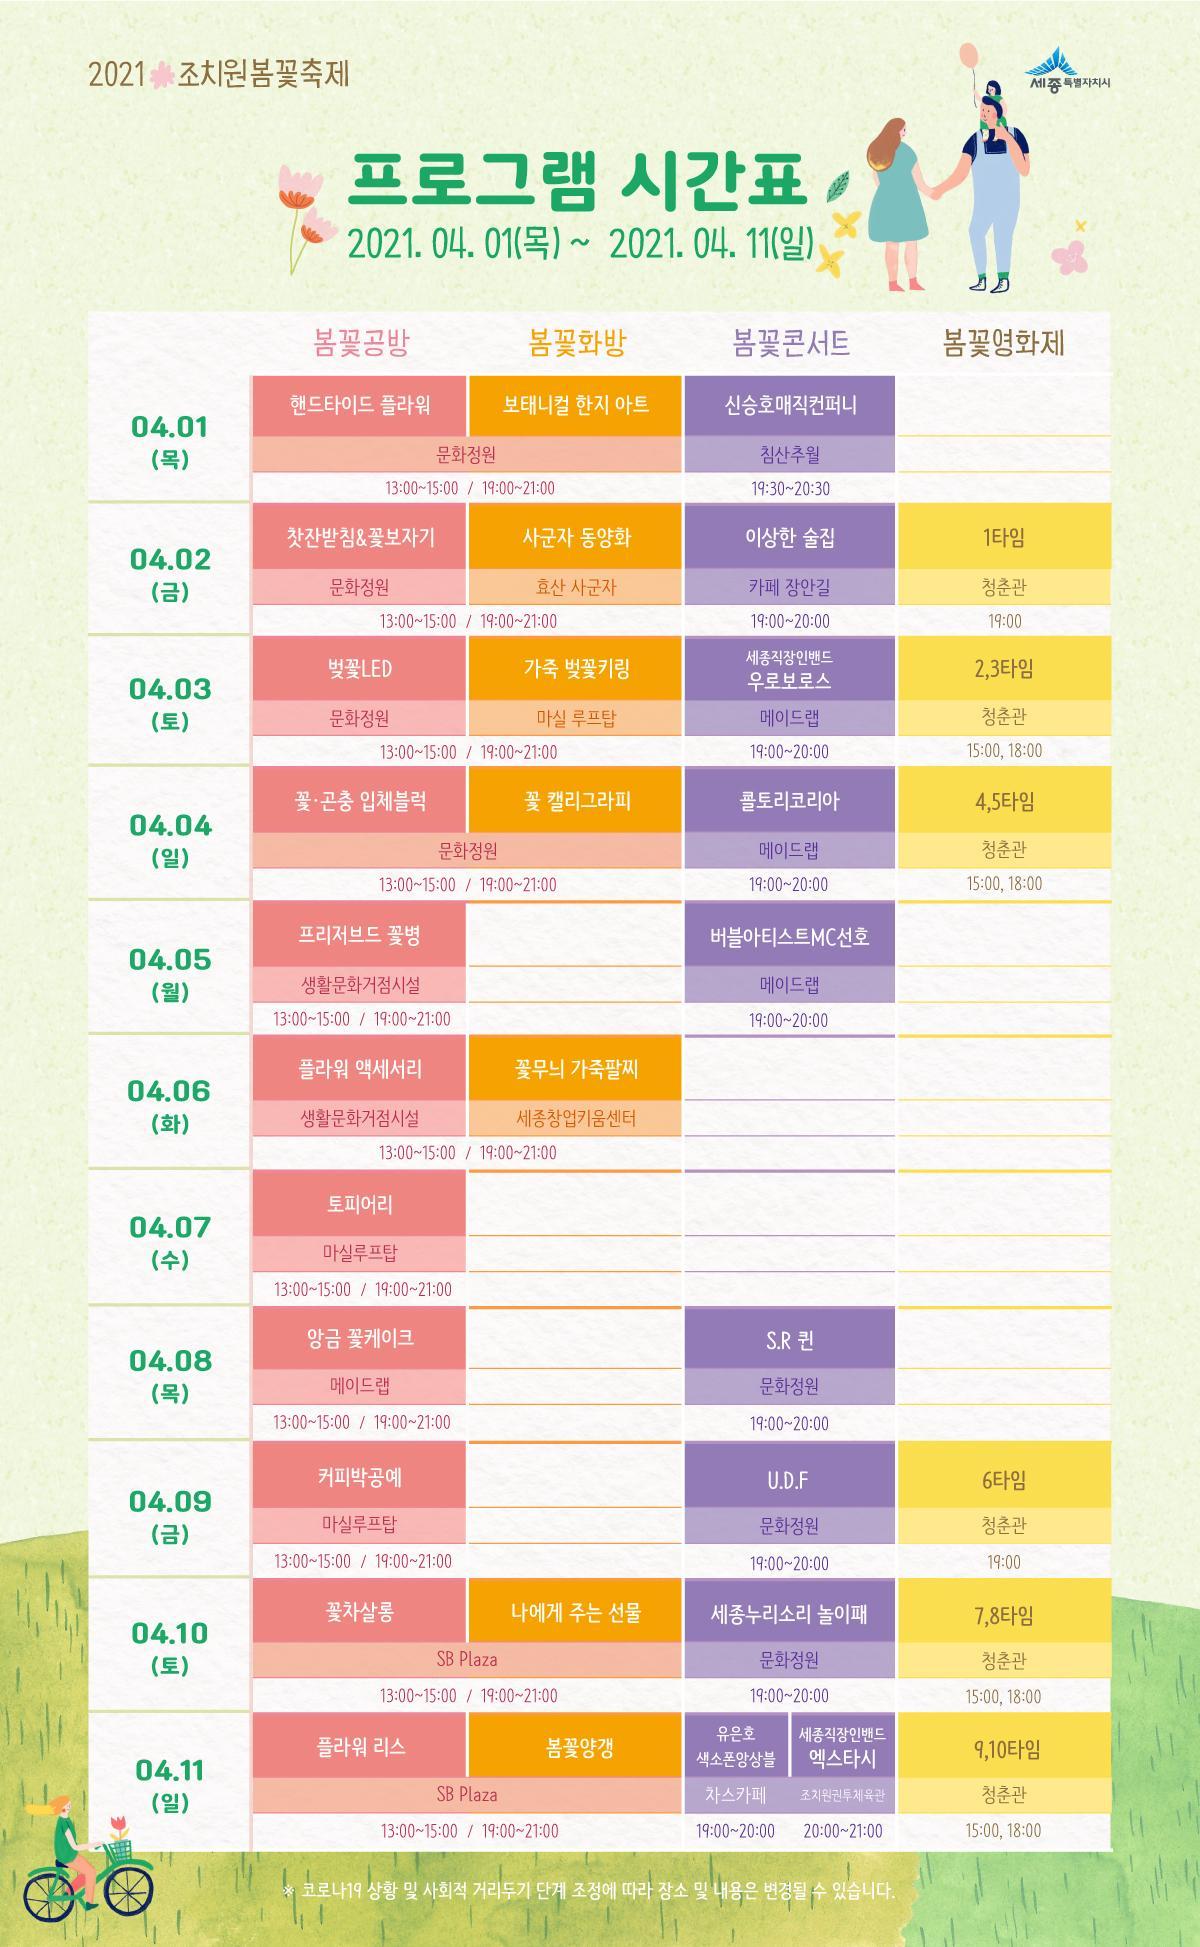 2021 조치원봄꽃축제
세종특별자치시
프로그램 시간표
2021. 04. 01(목) ~ 2021. 04. 11(일)
봄꽃공방 봄꽃화방 봄꽃콘서트 봄꽃영화제
04.01
(목)
핸드타이드 플라워 보태니컬 한지 아트 신승호매직컨퍼니
문화정원 침산추월
13:00~15:00 / 19:00~21:00 19:30~20:30
04.02
(금)
찻잔받침&꽃보자기 사군자 동양화 이상한 술집 1타임
문화정원 효산 사군자 카페 장안길 청춘관
13:00~15:00 / 19:00~21:00 19:00~20:00 19:00
04.03
(토)
벚꽃LED 가죽 벚꽃키링 세종직장인밴드 우로보로스 2,3타임
문화정원 마실 루프탑 메이드랩 청춘관
13:00~15:00 / 19:00~21:00 19:00~20:00 15:00, 18:00
04.04
(일)
꽃·곤충 입체블럭 꽃 캘리그라피 콜토리코리아 4,5타임
문화정원 메이드랩 청춘관
13:00~15:00 / 19:00~21:00 19:00~20:00 15:00, 18:00
04.05
(월)
프리저브드 꽃병 버블아티스트MC선호
생활문화거점시설 메이드랩
13:00~15:00 / 19:00~21:00 19:00~20:00
04.06
(화)
플라워 액세서리 꽃무늬 가죽팔찌
생활문화거점시설 세종창업키움센터
13:00~15:00 / 19:00~21:00
04.07
(수)
토피어리
마실루프탑
13:00~15:00 / 19:00~21:00
04.08
(목)
앙금 꽃케이크 S.R 퀸
메이드랩 문화정원
13:00~15:00 / 19:00~21:00 19:00~20:00
04.09
(금)
커피박공예 U.D.F 6타임
마실루프탑 문화정원 청춘관
13:00~15:00 / 19:00~21:00 19:00~20:00 19:00
04.10
(토)
꽃차살롱 나에게 주는 선물 세종누리소리 놀이패 7,8타임
SB Plaza 문화정원 청춘관
13:00~15:00 / 19:00~21:00 19:00~20:00 15:00, 18:00
04.11
(일)
플라워 리스 봄꽃양갱 유은호 색소폰앙상블 세종직장인밴드 엑스타시 9,10타임
SB Plaza 차스카페 조치원권투체육관 청춘관
13:00~15:00 / 19:00~21:00 19:00~20:00 20:00~21:00 15:00, 18:00
※ 코로나19 상황 및 사회적 거리두기 단계 조정에 따라 장소 및 내용은 변경될 수 있습니다.